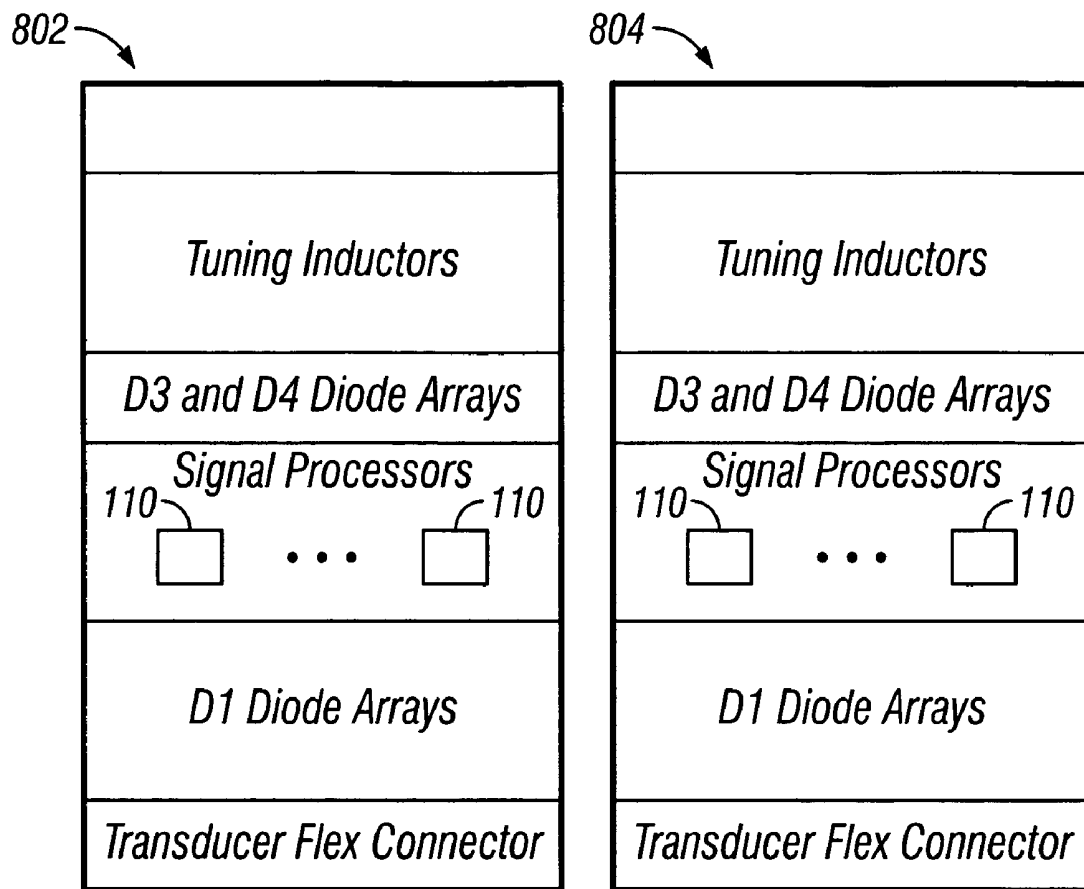 802
804
Tuning Inductors
Tuning Inductors
D3 and D4 Diode Arrays
D3 and D4 Diode Arrays
Signal Processors
Signal Processors
110
110
110
110
D1 Diode Arrays
D1 Diode Arrays
Transducer Flex Connector
Transducer Flex Connector